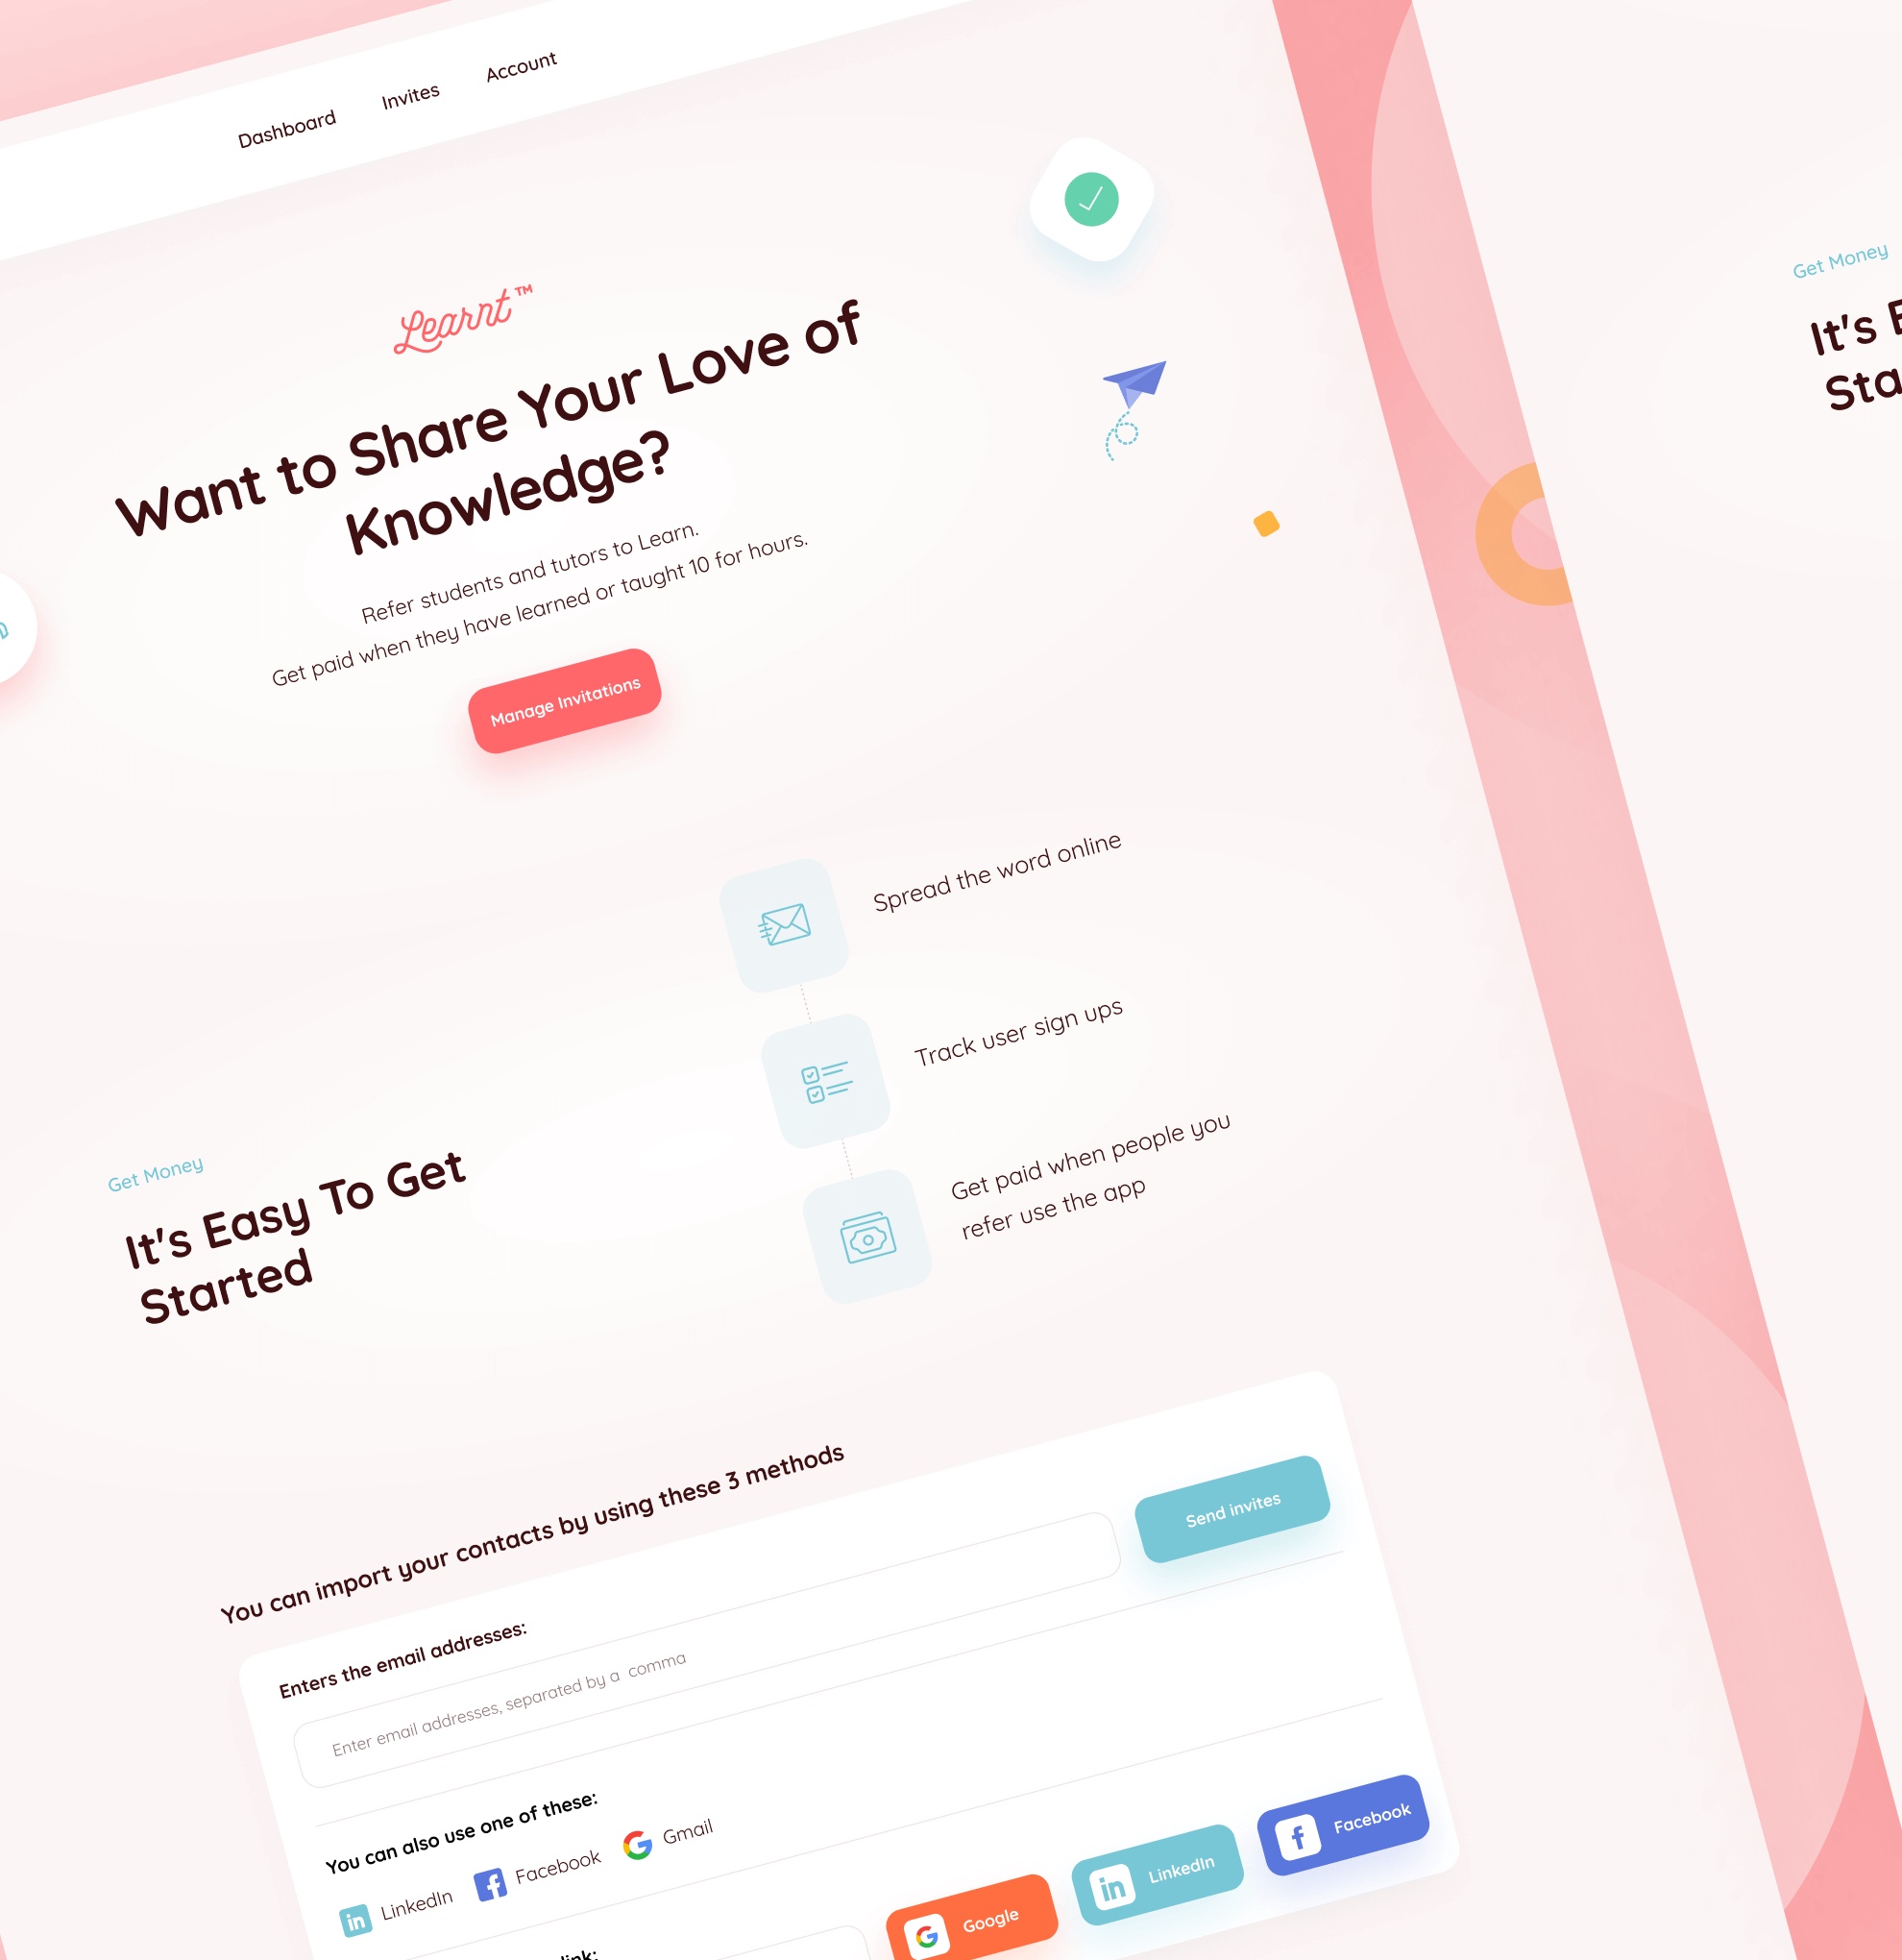 Dashboard
Invites
Account
Learnt™
Want to Share Your Love of
Knowledge?
Refer students and tutors to Learn.
Get paid when they have learned or taught 10 for hours.
Manage Invitations
Spread the word online
Track user sign ups
Get paid when people you
refer use the app
Get Money
It's Easy To Get
Started
You can import your contacts by using these 3 methods
Enters the email addresses:
Enter email addresses, separated by a comma
Send invites
You can also use one of these:
LinkedIn
Facebook
Gmail
link:
Google
LinkedIn
Facebook
Get Money
It's
Sta